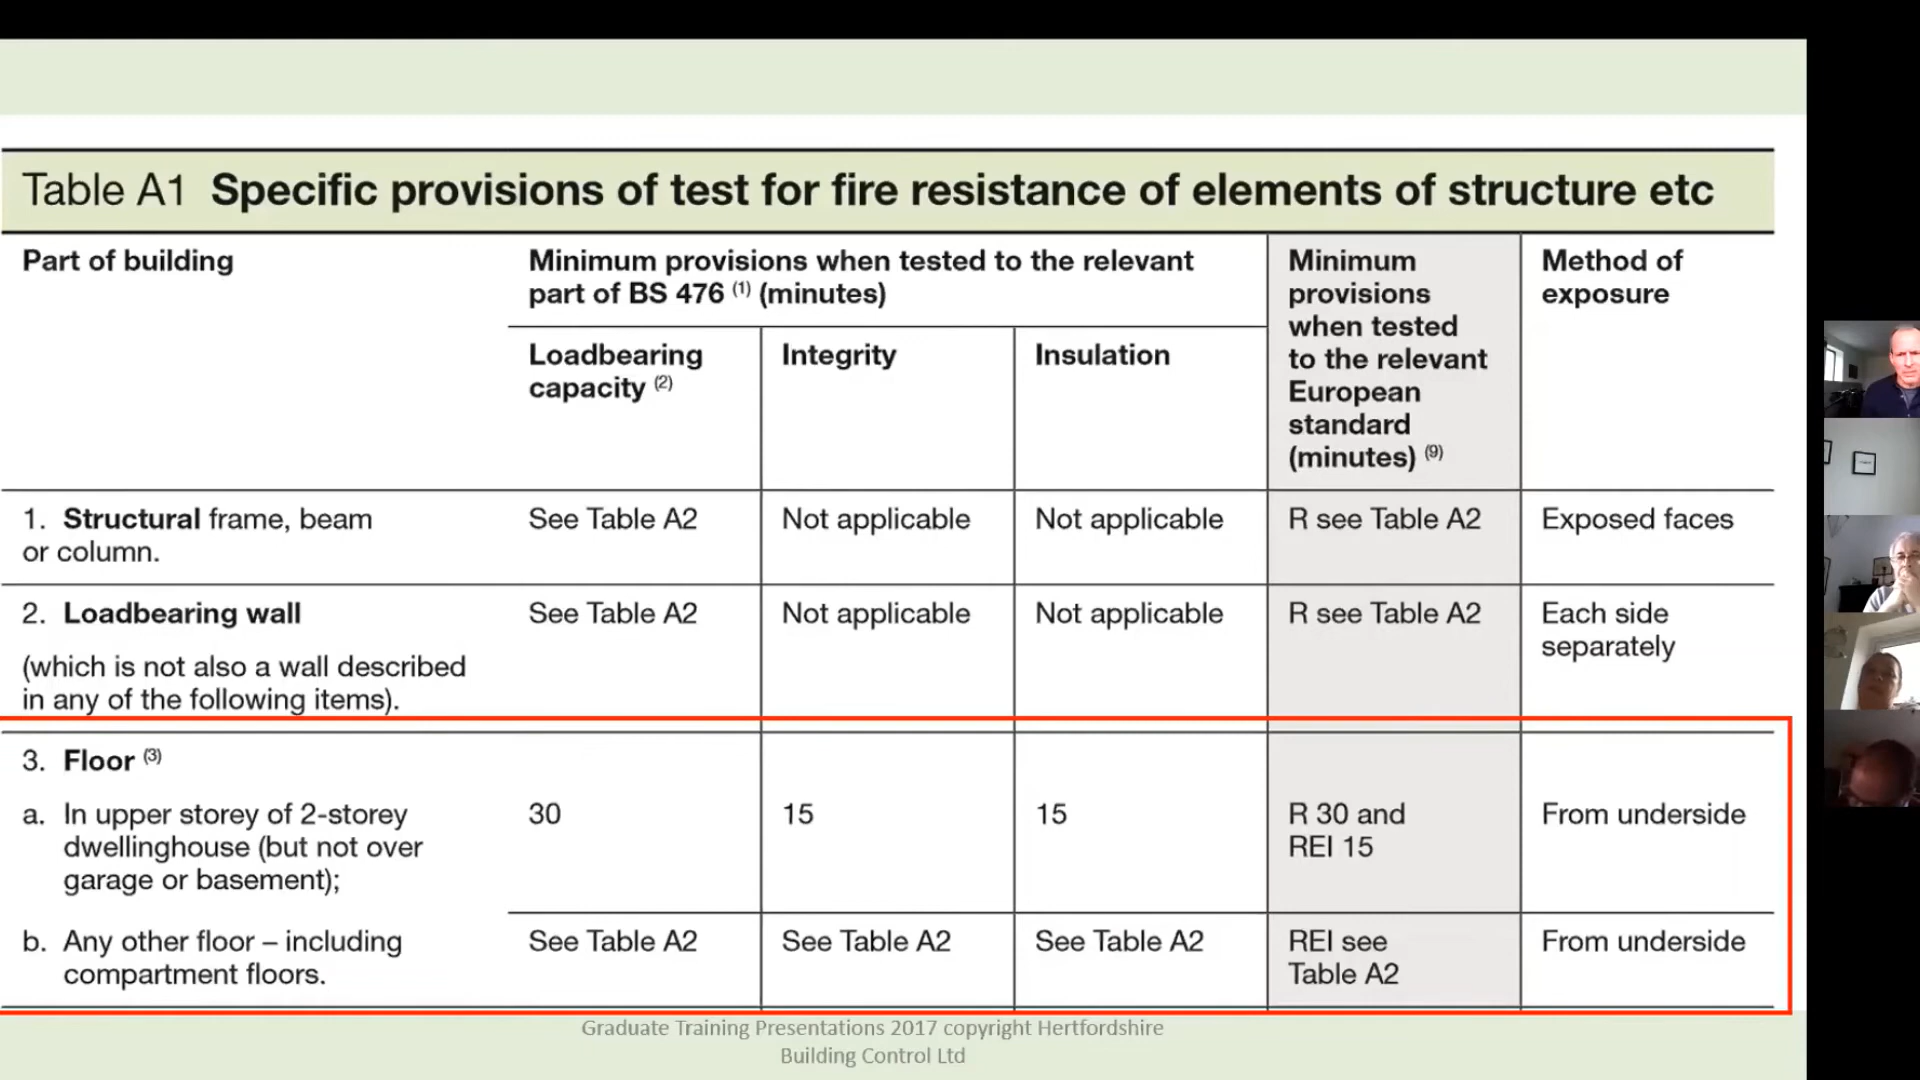 Table A1 Specific provisions of test for fire resistance of elements of structure etc
Part of building
Minimum provisions when tested to the relevant
part of BS 476 (1) (minutes)
Loadbearing
capacity (2)
Integrity
Insulation
Minimum
provisions
when tested
to the relevant
European
standard
(minutes) (9)
Method of
exposure
1. Structural frame, beam
or column.
See Table A2
Not applicable
Not applicable
R see Table A2
Exposed faces
2. Loadbearing wall
(which is not also a wall described
in any of the following items).
See Table A2
Not applicable
Not applicable
R see Table A2
Each side
separately
3. Floor (3)
a. In upper storey of 2-storey
dwellinghouse (but not over
garage or basement);
30
15
15
R 30 and
REI 15
From underside
b. Any other floor – including
compartment floors.
See Table A2
See Table A2
See Table A2
REI see
Table A2
From underside
Graduate Training Presentations 2017 copyright Hertfordshire
Building Control Ltd